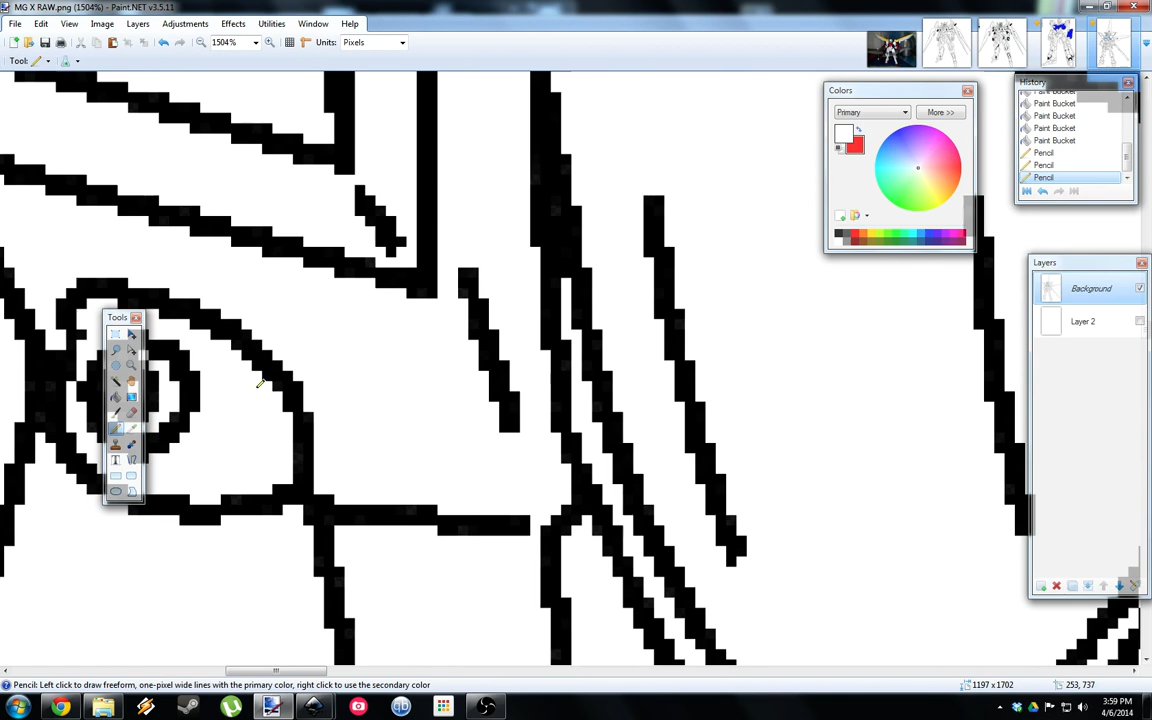 MG X RAW.png (1504%) - Paint.NET v3.5.11
File Edit View Image Layers Adjustments Effects Utilities Window Help
1504% Units: Pixels
Tool:
Colors
Primary More >>
History
Paint Bucket
Paint Bucket
Paint Bucket
Paint Bucket
Pencil
Pencil
Pencil
Layers
Background
Layer 2
Tools
Pencil: Left click to draw freeform, one-pixel wide lines with the primary color, right click to use the secondary color
1197 x 1702 253, 737
3:59 PM
4/6/2014